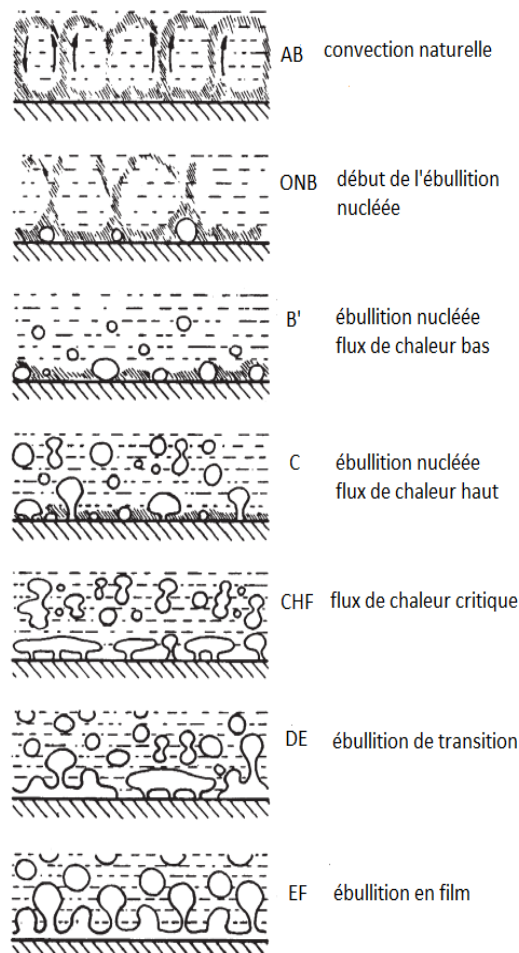 AB convection naturelle
ONB début de l'ébullition
nucléée
B' ébullition nucléée
flux de chaleur bas
C ébullition nucléée
flux de chaleur haut
CHF flux de chaleur critique
DE ébullition de transition
EF ébullition en film